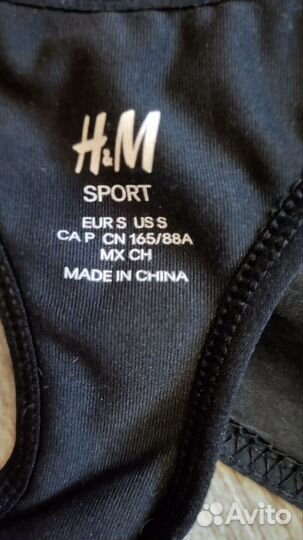 H&M
SPORT
EUR S US S
CA P CN 165/88A
MX CH
MADE IN CHINA
Avito